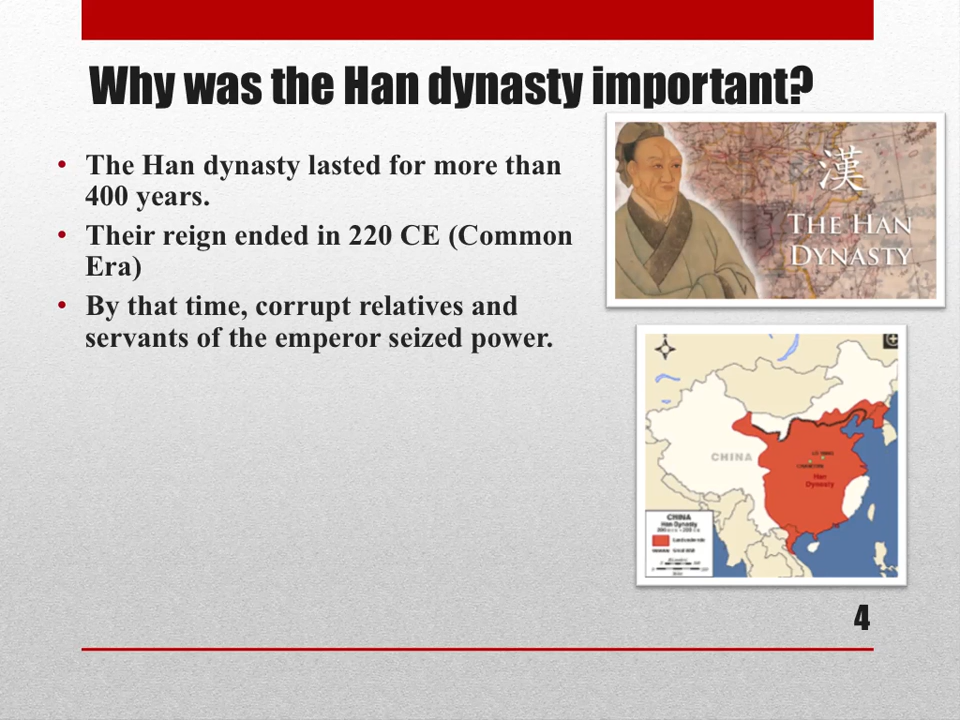 Why was the Han dynasty important?
• The Han dynasty lasted for more than
400 years.
• Their reign ended in 220 CE (Common
Era)
• By that time, corrupt relatives and
servants of the emperor seized power.
漢
THE HAN
DYNASTY
CHINA
Han
Dynasty
CHINA
Han Dynasty
4